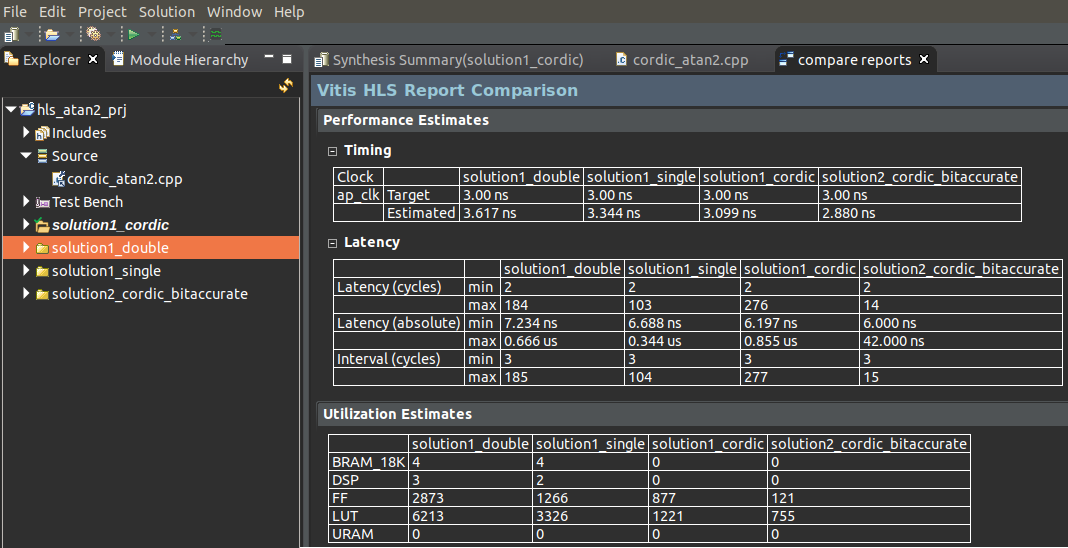 File Edit Project Solution Window Help
Explorer Module Hierarchy
hls_atan2_prj
Includes
Source
cordic_atan2.cpp
Test Bench
solution1_cordic
solution1_double
solution1_single
solution2_cordic_bitaccurate
Synthesis Summary(solution1_cordic) cordic_atan2.cpp compare reports
Vitis HLS Report Comparison
Performance Estimates
Timing
Clock solution1_double solution1_single solution1_cordic solution2_cordic_bitaccurate
ap_clk Target 3.00 ns 3.00 ns 3.00 ns 3.00 ns
Estimated 3.617 ns 3.344 ns 3.099 ns 2.880 ns
Latency
solution1_double solution1_single solution1_cordic solution2_cordic_bitaccurate
Latency (cycles) min 2 2 2 2
max 184 103 276 14
Latency (absolute) min 7.234 ns 6.688 ns 6.197 ns 6.000 ns
max 0.666 us 0.344 us 0.855 us 42.000 ns
Interval (cycles) min 3 3 3 3
max 185 104 277 15
Utilization Estimates
solution1_double solution1_single solution1_cordic solution2_cordic_bitaccurate
BRAM_18K 4 4 0 0
DSP 3 2 0 0
FF 2873 1266 877 121
LUT 6213 3326 1221 755
URAM 0 0 0 0